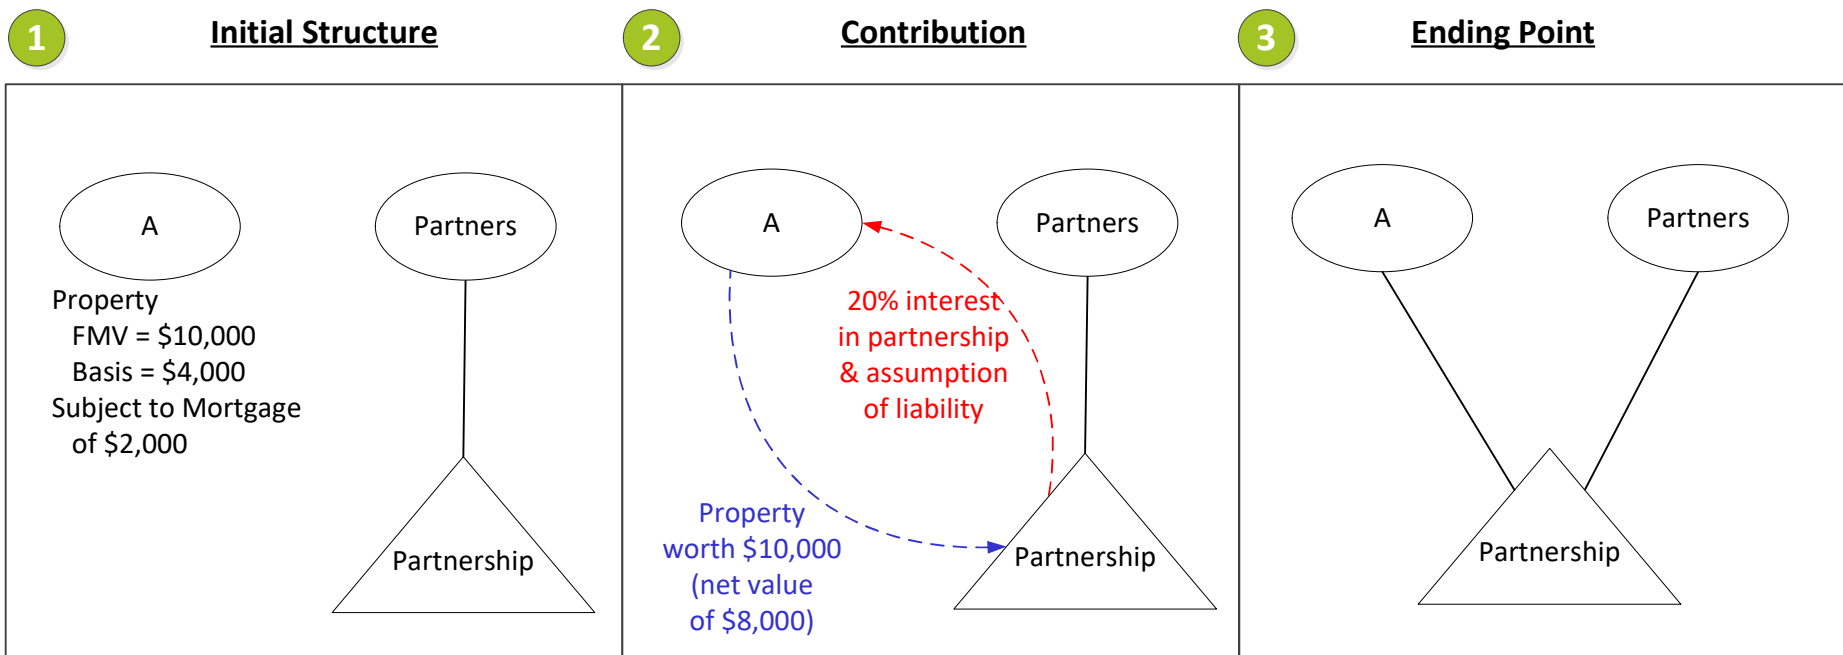 1
Initial Structure
A
Partners
Property
FMV = $10,000
Basis = $4,000
Subject to Mortgage
of $2,000
Partnership
2
Contribution
A
Partners
20% interest
in partnership
& assumption
of liability
Property
worth $10,000
(net value
of $8,000)
Partnership
3
Ending Point
A
Partners
Partnership